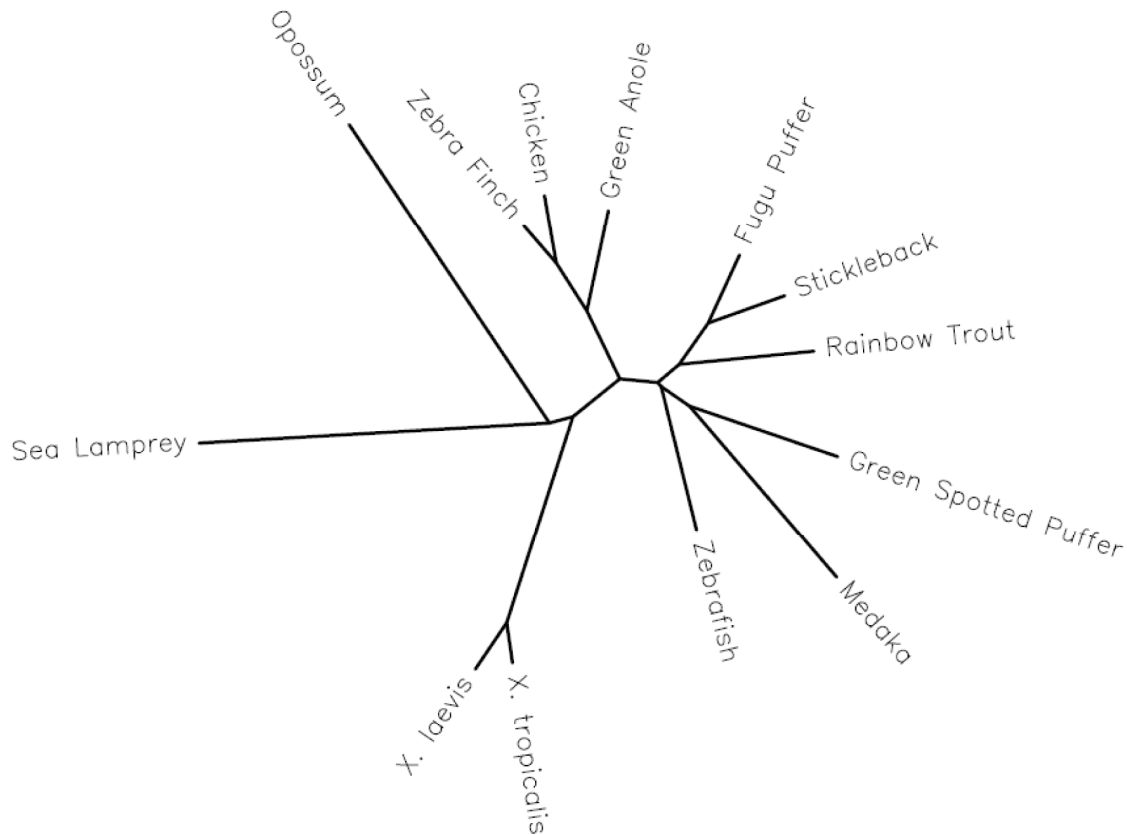 Opossum
Zebra Finch
Chicken
Green Anole
Fugu Puffer
Stickleback
Rainbow Trout
Sea Lamprey
Green Spotted Puffer
Medaka
Zebrafish
X. laevis
X. tropicalis